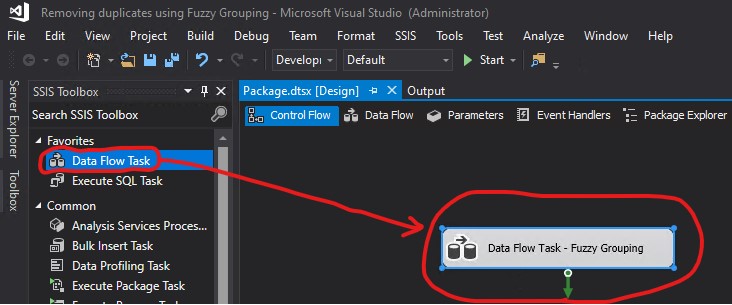 Removing duplicates using Fuzzy Grouping - Microsoft Visual Studio (Administrator)
File Edit View Project Build Debug Team Format SSIS Tools Test Analyze Window Help
Developr Default Start
Server Explorer
Toolbox
SSIS Toolbox
Search SSIS Toolbox
Favorites
Data Flow Task
Execute SQL Task
Common
Analysis Services Proces...
Bulk Insert Task
Data Profiling Task
Execute Package Task
Package.dtsx [Design] Output
Control Flow Data Flow Parameters Event Handlers Package Explorer
Data Flow Task - Fuzzy Grouping